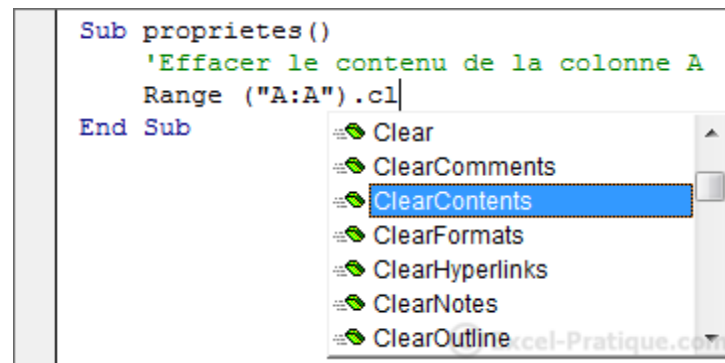 Sub proprietes()
'Effacer le contenu de la colonne A
Range ("A:A").cl
End Sub
Clear
ClearComments
ClearContents
ClearFormats
ClearHyperlinks
ClearNotes
ClearOutline
Excel-Pratique.com